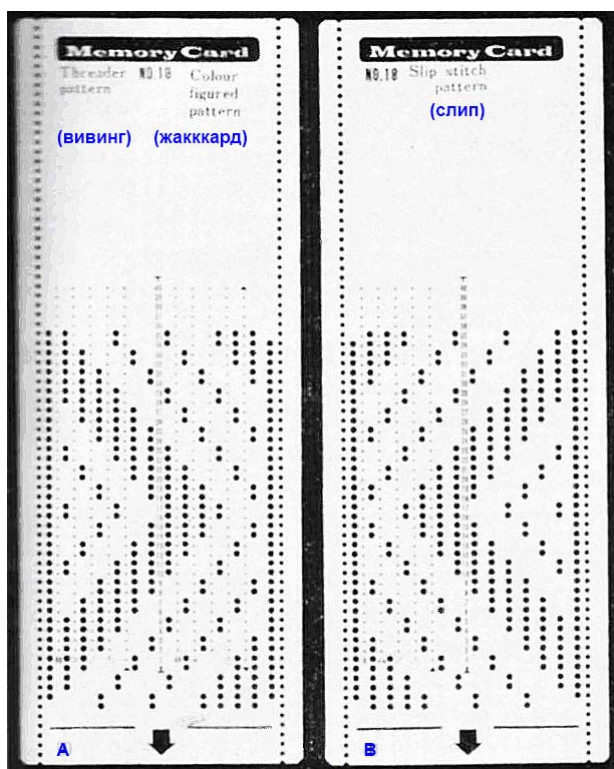 Memory Card
Threader NO.18 Colour
pattern figured
pattern
(вивинг) (жакккард)
A
Memory Card
NO.18 Slip stitch
pattern
(слип)
B